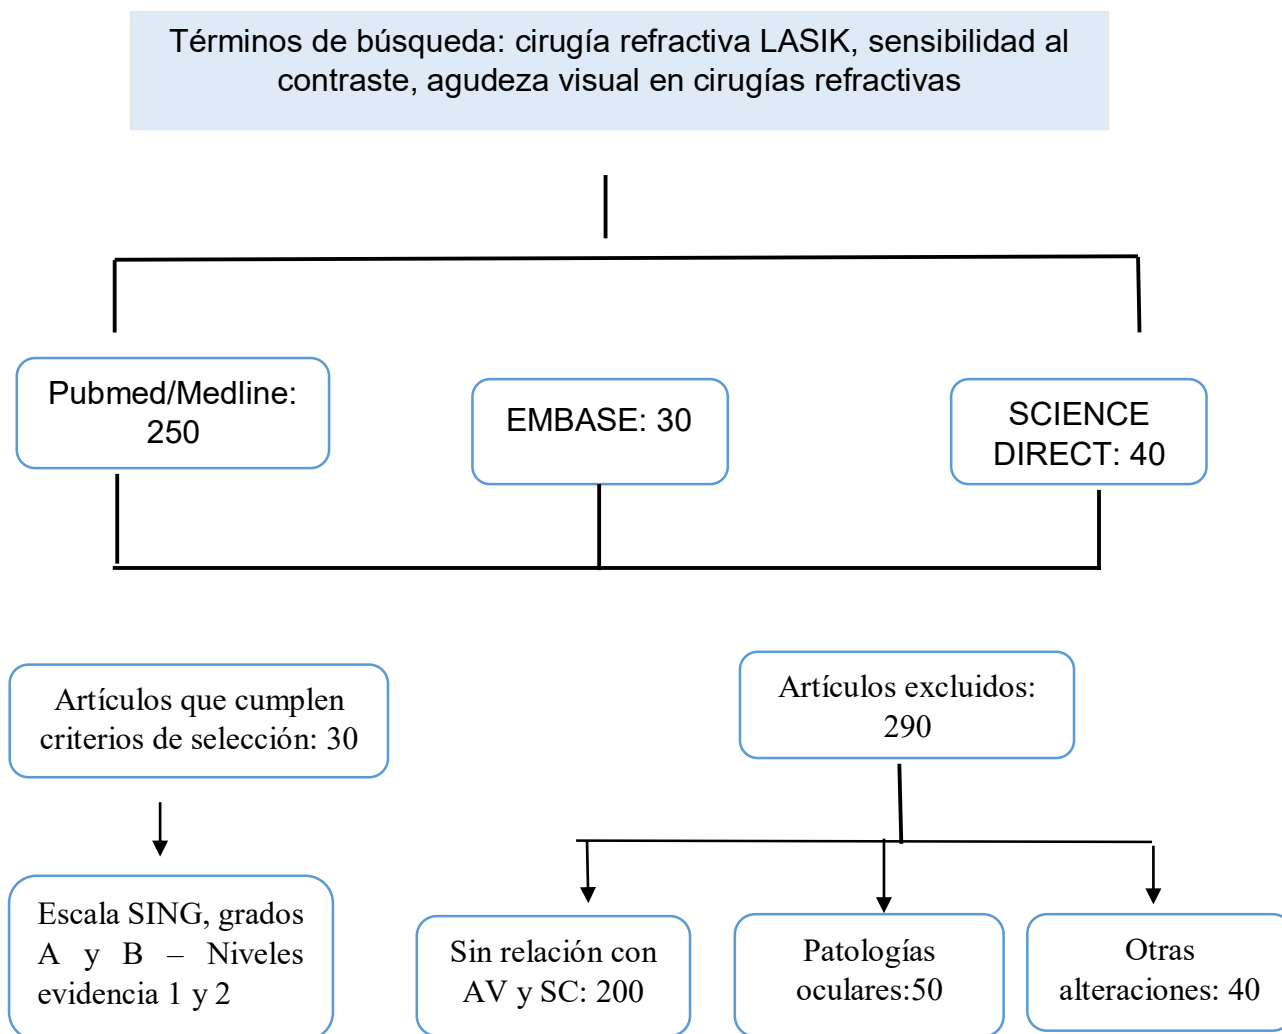 Términos de búsqueda: cirugía refractiva LASIK, sensibilidad al
contraste, agudeza visual en cirugías refractivas
Pubmed/Medline:
250
EMBASE: 30
SCIENCE
DIRECT: 40
Artículos que cumplen
criterios de selección: 30
Artículos excluidos:
290
Escala SING, grados
A y B – Niveles
evidencia 1 y 2
Sin relación con
AV y SC: 200
Patologías
oculares:50
Otras
alteraciones: 40